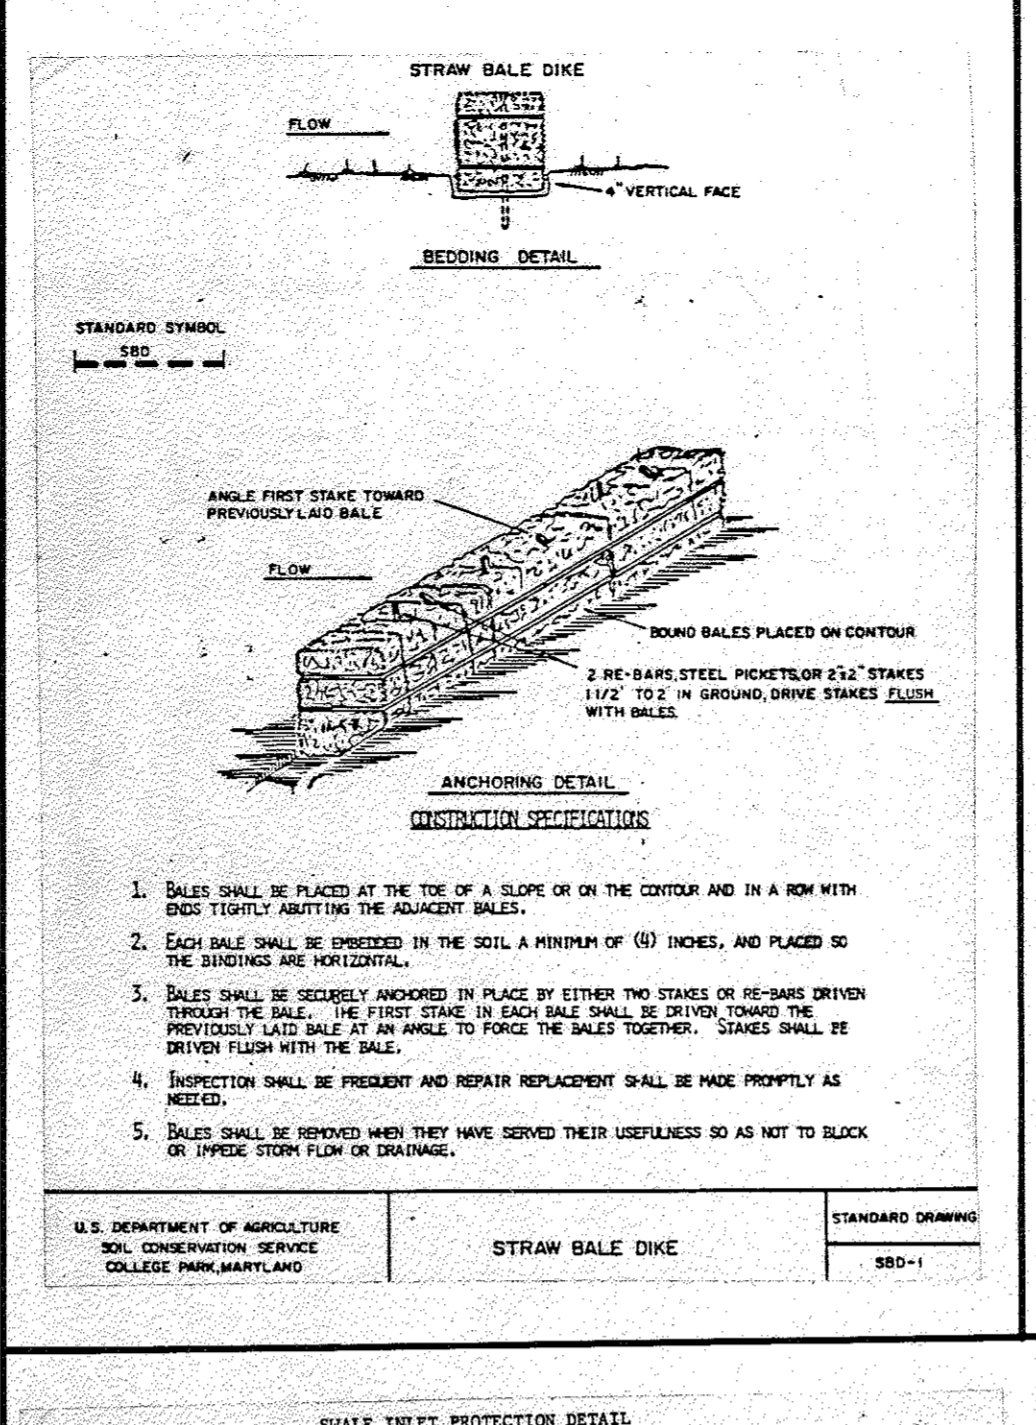 STRAW BALE DIKE
FLOW
4" VERTICAL FACE
BEDDING DETAIL
STANDARD SYMBOL
SBD
ANGLE FIRST STAKE TOWARD
PREVIOUSLY LAID BALE
FLOW
BOUND BALES PLACED ON CONTOUR
2 RE-BARS, STEEL PICKETS, OR 2"x2" STAKES
1 1/2' TO 2' IN GROUND, DRIVE STAKES FLUSH
WITH BALES.
ANCHORING DETAIL
CONSTRUCTION SPECIFICATIONS
1. BALES SHALL BE PLACED AT THE TOE OF A SLOPE OR ON THE CONTOUR AND IN A ROW WITH
ENDS TIGHTLY ABUTTING THE ADJACENT BALES.
2. EACH BALE SHALL BE EMBEDDED IN THE SOIL A MINIMUM OF (4) INCHES, AND PLACED SO
THE BINDINGS ARE HORIZONTAL.
3. BALES SHALL BE SECURELY ANCHORED IN PLACE BY EITHER TWO STAKES OR RE-BARS DRIVEN
THROUGH THE BALE. THE FIRST STAKE IN EACH BALE SHALL BE DRIVEN TOWARD THE
PREVIOUSLY LAID BALE AT AN ANGLE TO FORCE THE BALES TOGETHER. STAKES SHALL BE
DRIVEN FLUSH WITH THE BALE.
4. INSPECTION SHALL BE FREQUENT AND REPAIR REPLACEMENT SHALL BE MADE PROMPTLY AS
NEEDED.
5. BALES SHALL BE REMOVED WHEN THEY HAVE SERVED THEIR USEFULNESS SO AS NOT TO BLOCK
OR IMPEDE STORM FLOW OR DRAINAGE.
U.S. DEPARTMENT OF AGRICULTURE
SOIL CONSERVATION SERVICE
COLLEGE PARK, MARYLAND
STRAW BALE DIKE
STANDARD DRAWING
SBD-1
INLET PROTECTION DETAIL